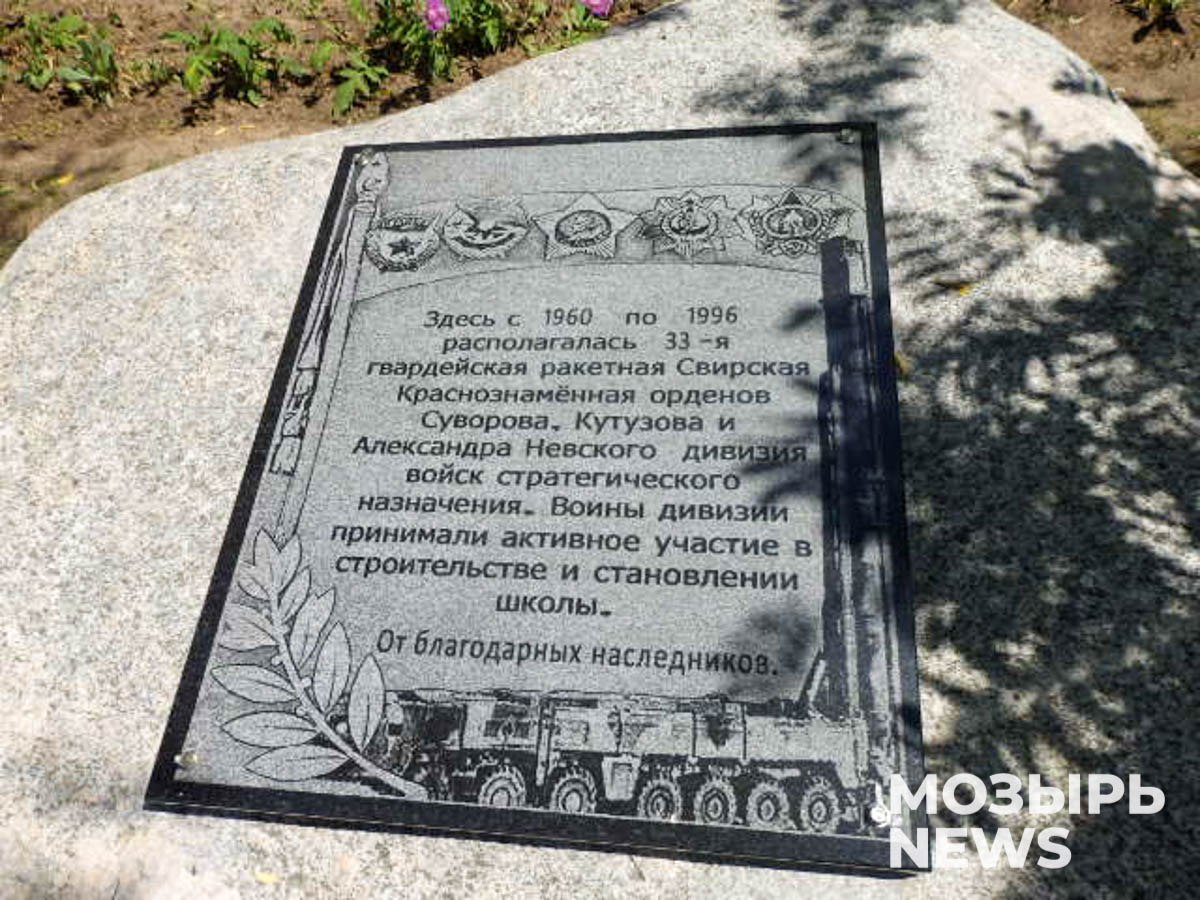 Здесь с 1960 по 1996
располагалась 33-я
гвардейская ракетная Свирская
Краснознамённая орденов
Суворова, Кутузова и
Александра Невского дивизия
войск стратегического
назначения. Воины дивизии
принимали активное участие в
строительстве и становлении
школы.
От благодарных наследников.
МОЗЫРЬ
NEWS